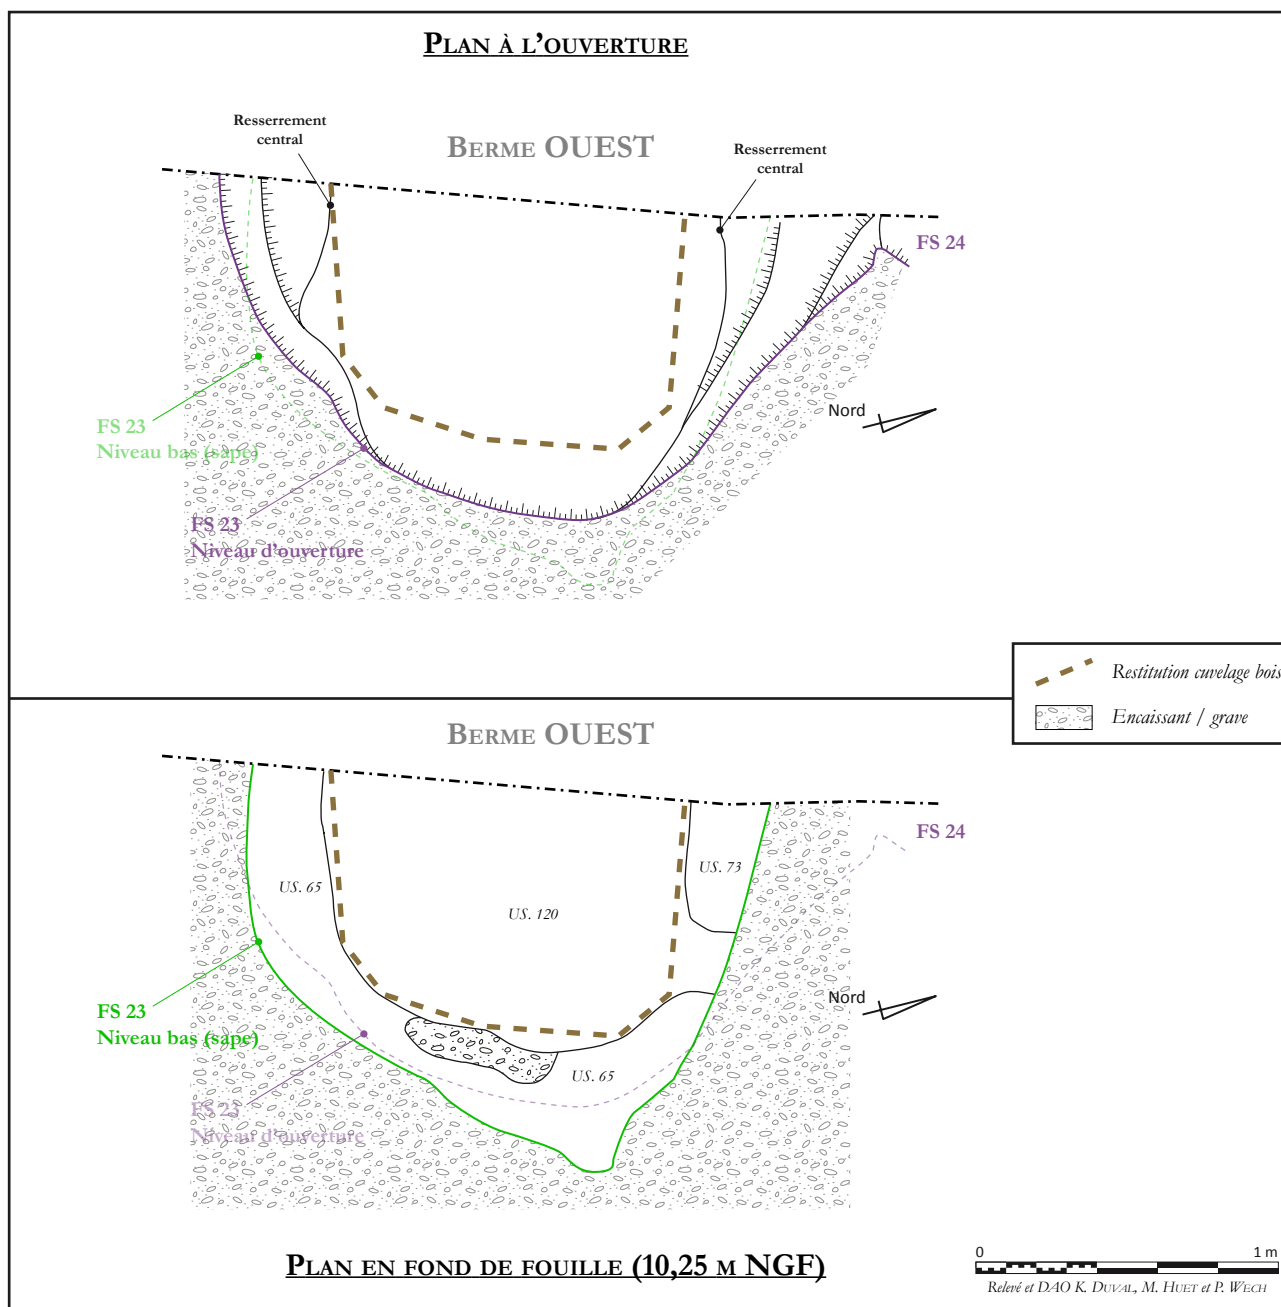 PLAN À L'OUVERTURE
Resserrement
central
BERME OUEST
Resserrement
central
FS 24
Nord
FS 23
Niveau bas (sape)
FS 23
Niveau d'ouverture
Restitution cuvelage bois
Encaissant / grave
BERME OUEST
FS 24
US. 73
US. 65
US. 120
Nord
FS 23
Niveau bas (sape)
US. 65
FS 23
Niveau d'ouverture
PLAN EN FOND DE FOUILLE (10,25 M NGF)
0 1 m
Relevé et DAO K. DUVAL, M. HUET et P. WECH